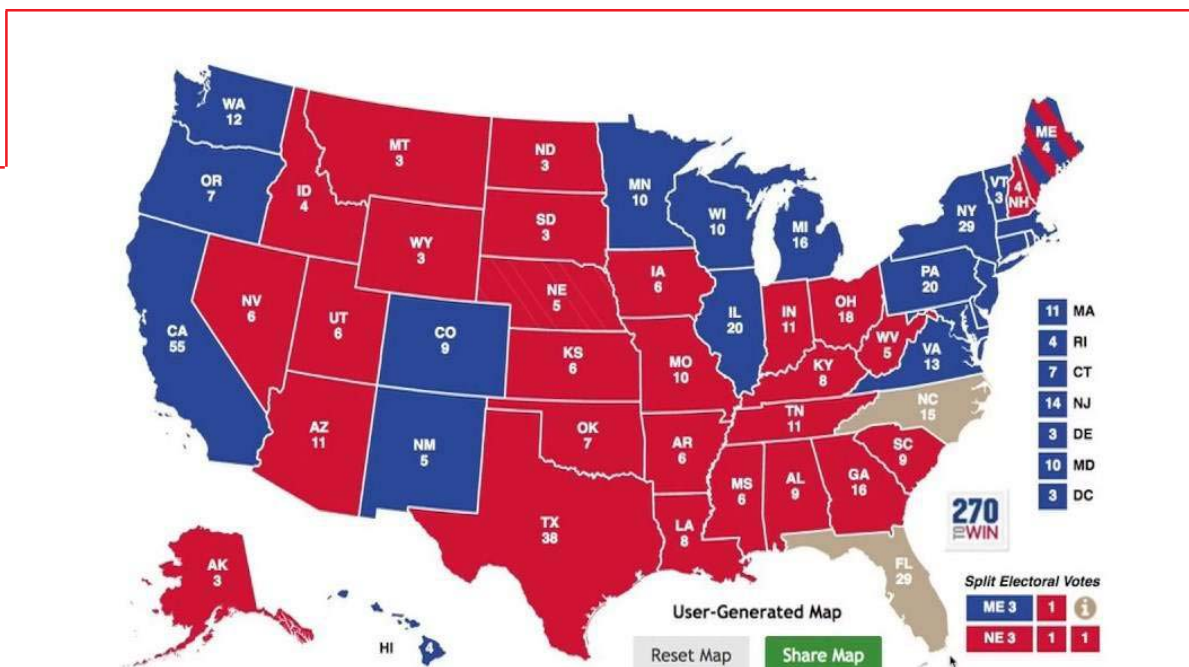 WA
12
OR
7
CA
55
ID
4
NV
6
MT
3
WY
3
UT
6
AZ
11
CO
9
NM
5
ND
3
SD
3
NE
5
KS
6
OK
7
TX
38
MN
10
IA
6
MO
10
AR
6
LA
8
WI
10
IL
20
MI
16
IN
11
OH
18
KY
8
TN
11
MS
6
AL
9
GA
16
FL
29
SC
9
NC
15
VA
13
WV
5
PA
20
NY
29
VT
3
4
NH
ME
4
AK
3
HI
4
11 MA
4 RI
7 CT
14 NJ
3 DE
10 MD
3 DC
270
TO WIN
Split Electoral Votes
ME 3 1 i
NE 3 1 1
User-Generated Map
Reset Map Share Map